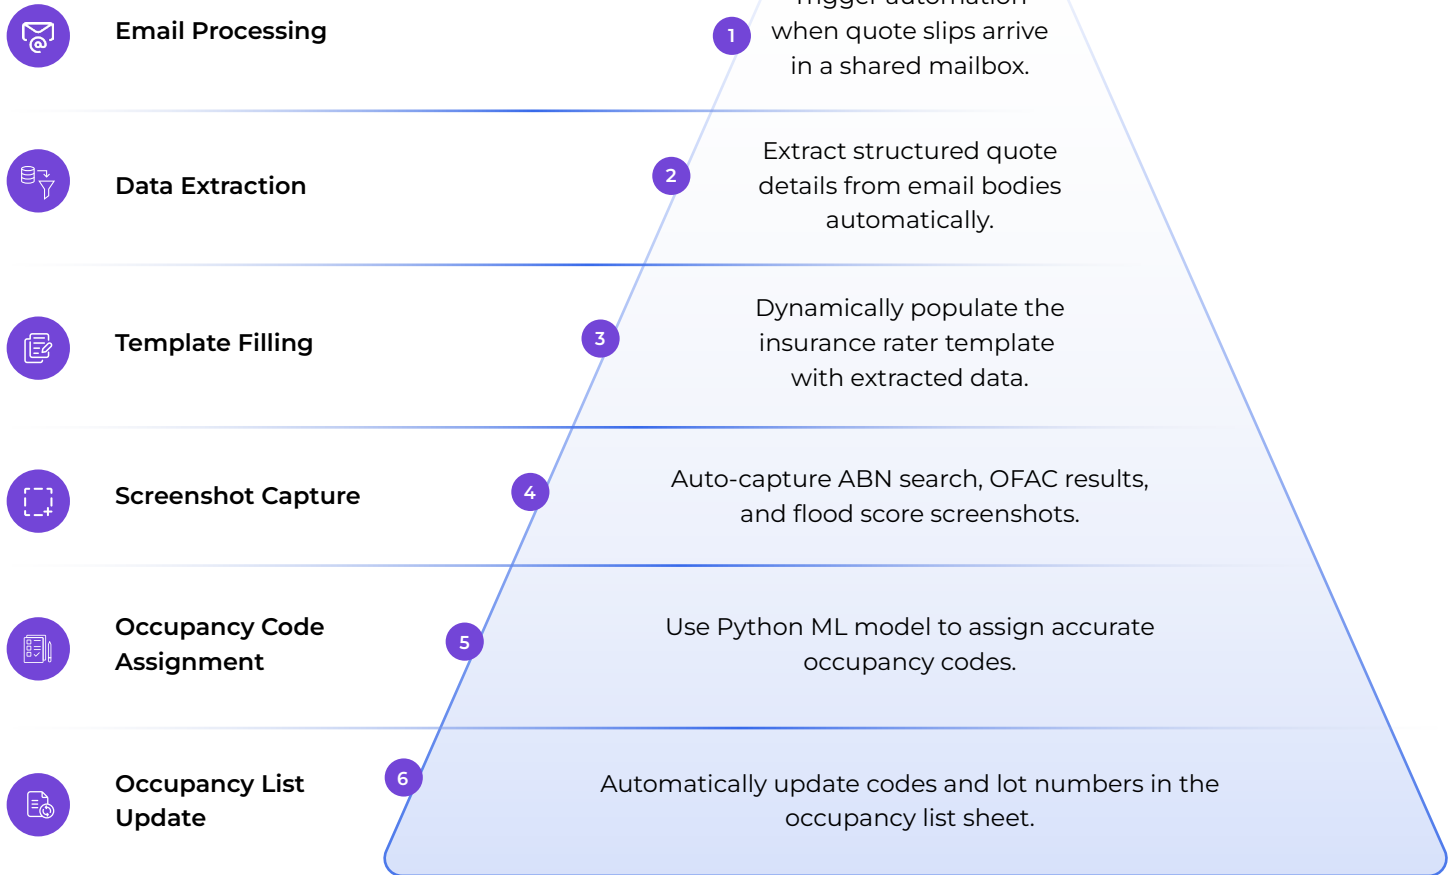 Email Processing
1
Trigger automation
when quote slips arrive
in a shared mailbox.
Data Extraction
2
Extract structured quote
details from email bodies
automatically.
Template Filling
3
Dynamically populate the
insurance rater template
with extracted data.
Screenshot Capture
4
Auto-capture ABN search, OFAC results,
and flood score screenshots.
Occupancy Code
Assignment
5
Use Python ML model to assign accurate
occupancy codes.
Occupancy List
Update
6
Automatically update codes and lot numbers in the
occupancy list sheet.